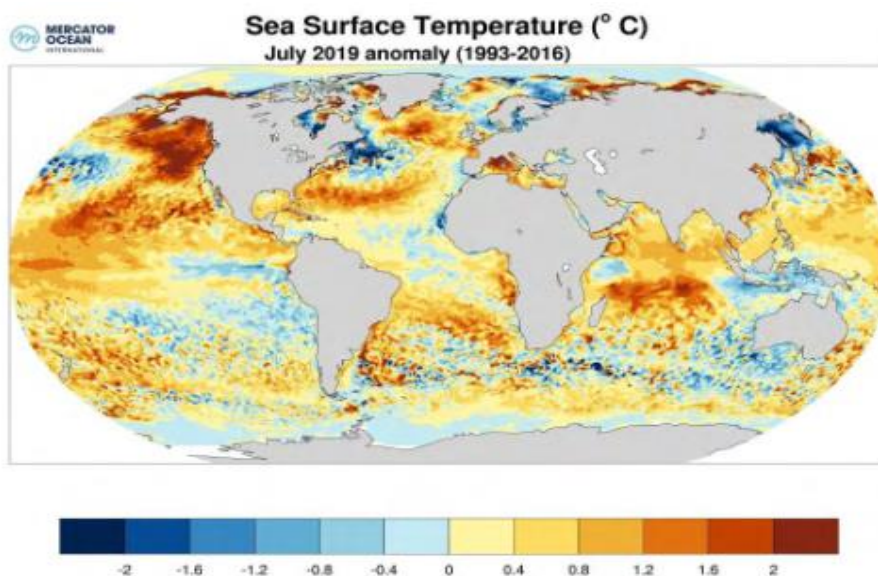 MERCATOR
OCEAN
INTERNATIONAL
Sea Surface Temperature (° C)
July 2019 anomaly (1993-2016)
-2 -1.6 -1.2 -0.8 -0.4 0 0.4 0.8 1.2 1.6 2